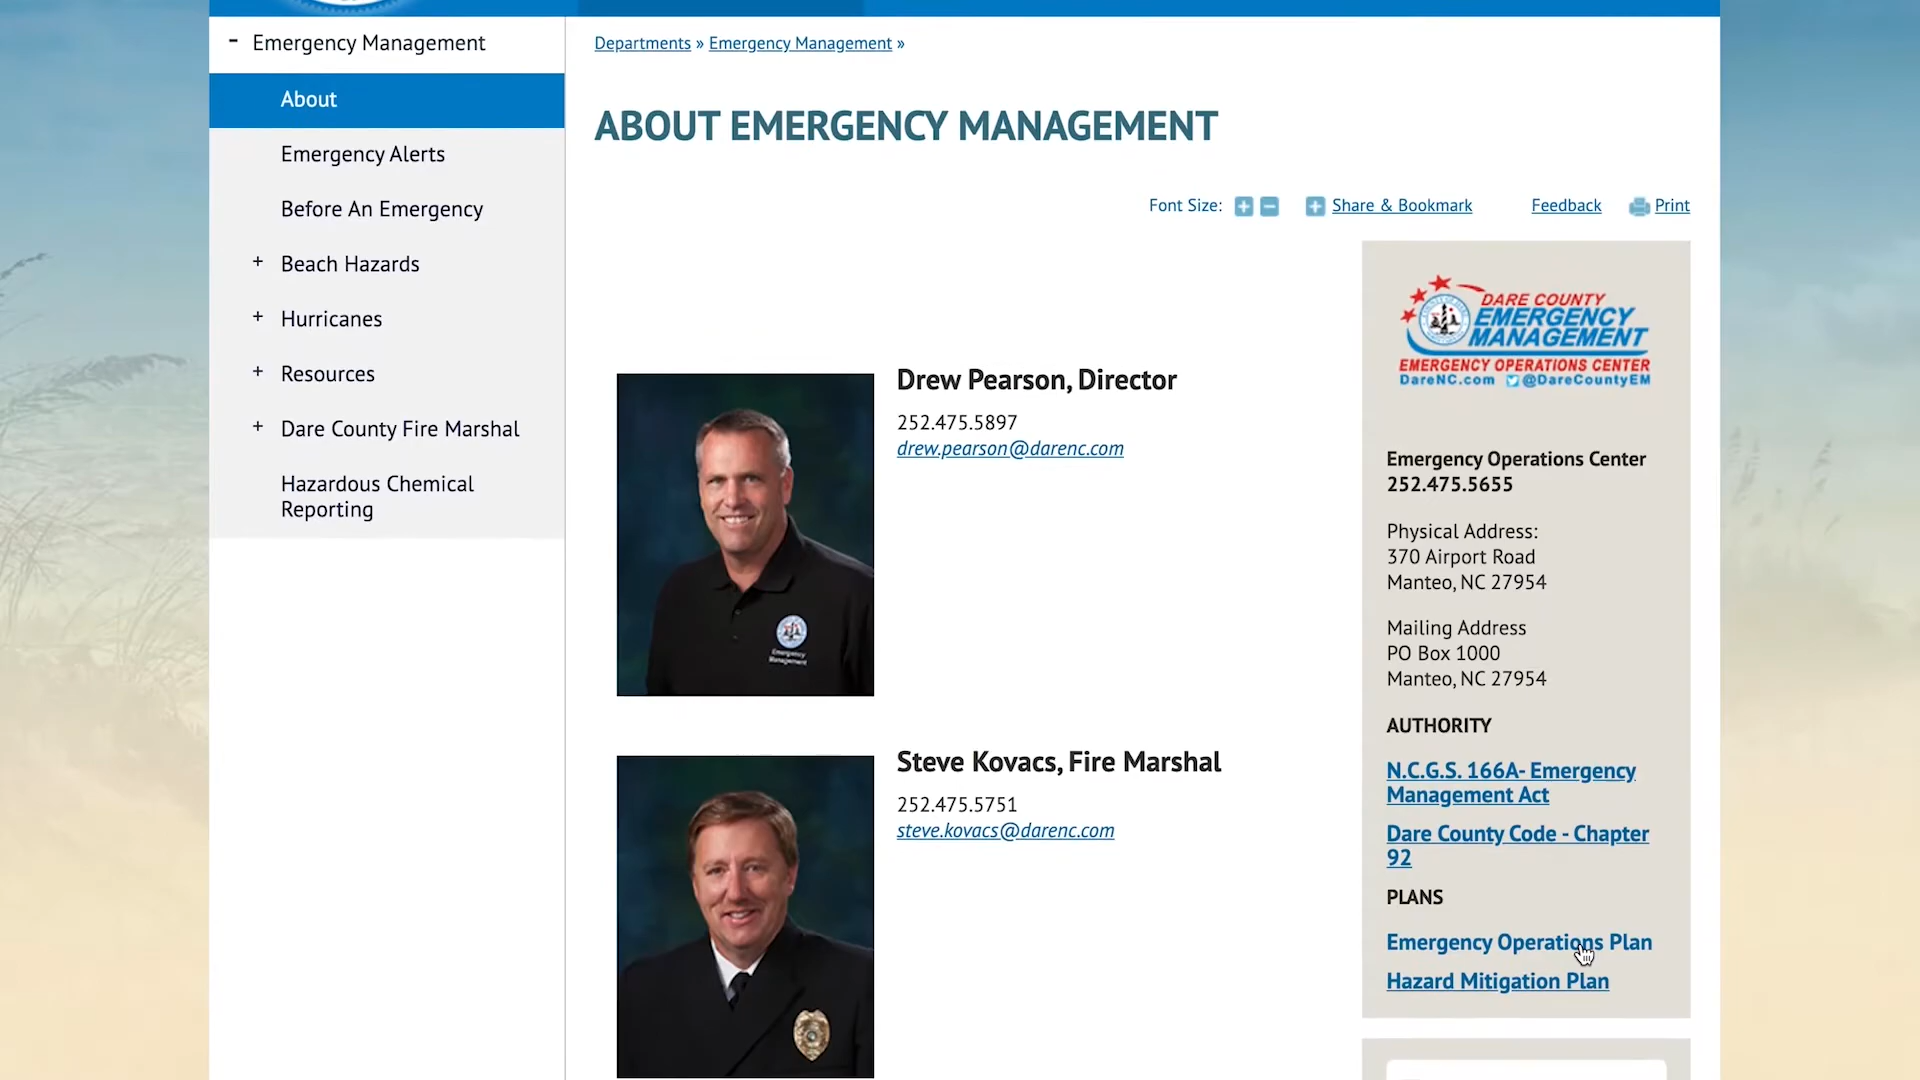 - Emergency Management
About
Emergency Alerts
Before An Emergency
+ Beach Hazards
+ Hurricanes
+ Resources
+ Dare County Fire Marshal
Hazardous Chemical
Reporting
Departments » Emergency Management »
ABOUT EMERGENCY MANAGEMENT
Font Size: + - + Share & Bookmark Feedback Print
Drew Pearson, Director
252.475.5897
drew.pearson@darenc.com
Emergency
Management
Steve Kovacs, Fire Marshal
252.475.5751
steve.kovacs@darenc.com
DARE COUNTY
EMERGENCY
MANAGEMENT
EMERGENCY OPERATIONS CENTER
DareNC.com @DareCountyEM
Emergency Operations Center
252.475.5655
Physical Address:
370 Airport Road
Manteo, NC 27954
Mailing Address
PO Box 1000
Manteo, NC 27954
AUTHORITY
N.C.G.S. 166A- Emergency
Management Act
Dare County Code - Chapter
92
PLANS
Emergency Operations Plan
Hazard Mitigation Plan